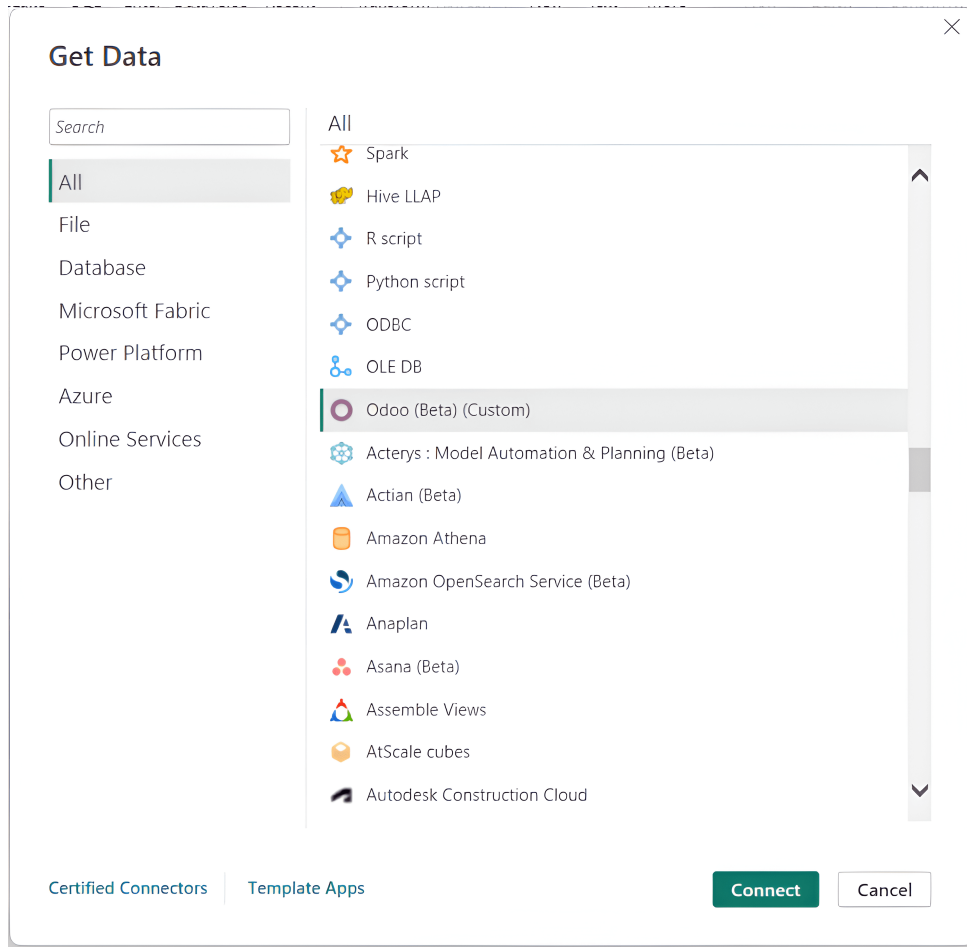 Get Data
Search
All
File
Database
Microsoft Fabric
Power Platform
Azure
Online Services
Other
All
Spark
Hive LLAP
R script
Python script
ODBC
OLE DB
Odoo (Beta) (Custom)
Acterys : Model Automation & Planning (Beta)
Actian (Beta)
Amazon Athena
Amazon OpenSearch Service (Beta)
Anaplan
Asana (Beta)
Assemble Views
AtScale cubes
Autodesk Construction Cloud
Certified Connectors
Template Apps
Connect
Cancel